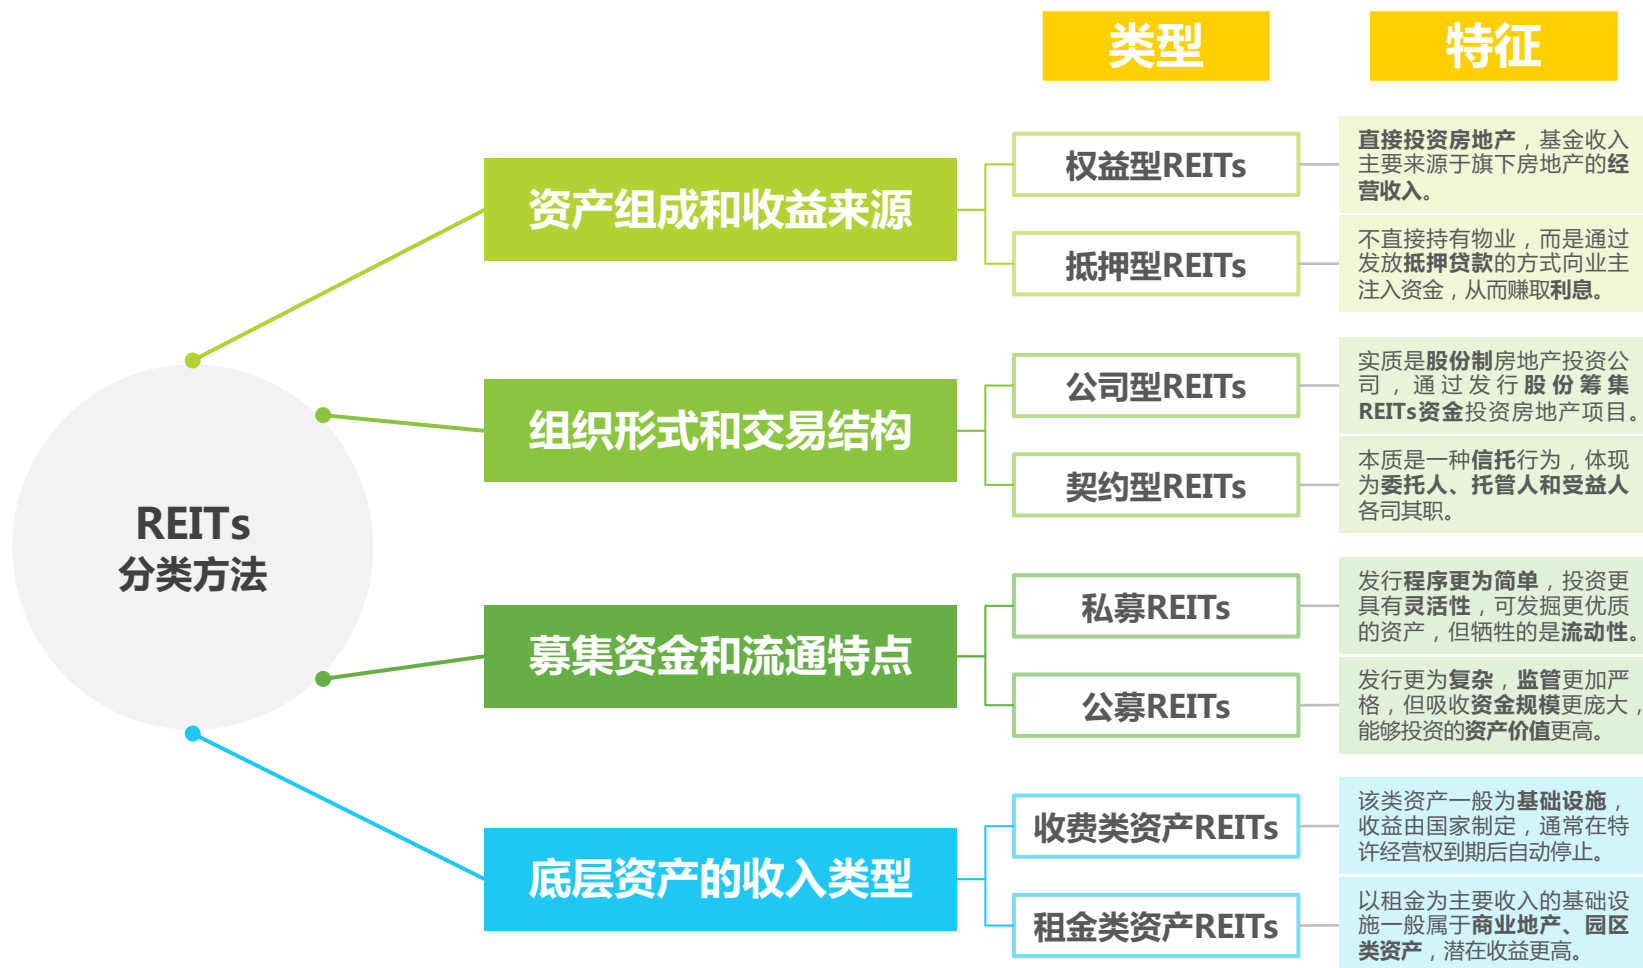 类型
特征
REITs
分类方法
资产组成和收益来源
权益型REITs
直接投资房地产，基金收入
主要来源于旗下房地产的经
营收入。
抵押型REITs
不直接持有物业，而是通过
发放抵押贷款的方式向业主
注入资金，从而赚取利息。
组织形式和交易结构
公司型REITs
实质是股份制房地产投资公
司，通过发行股份筹集
REITs资金投资房地产项目。
契约型REITs
本质是一种信托行为，体现
为委托人、托管人和受益人
各司其职。
募集资金和流通特点
私募REITs
发行程序更为简单，投资更
具有灵活性，可发掘更优质
的资产，但牺牲的是流动性。
公募REITs
发行更为复杂，监管更加严
格，但吸收资金规模更庞大，
能够投资的资产价值更高。
底层资产的收入类型
收费类资产REITs
该类资产一般为基础设施，
收益由国家制定，通常在特
许经营权到期后自动停止。
租金类资产REITs
以租金为主要收入的基础设
施一般属于商业地产、园区
类资产，潜在收益更高。